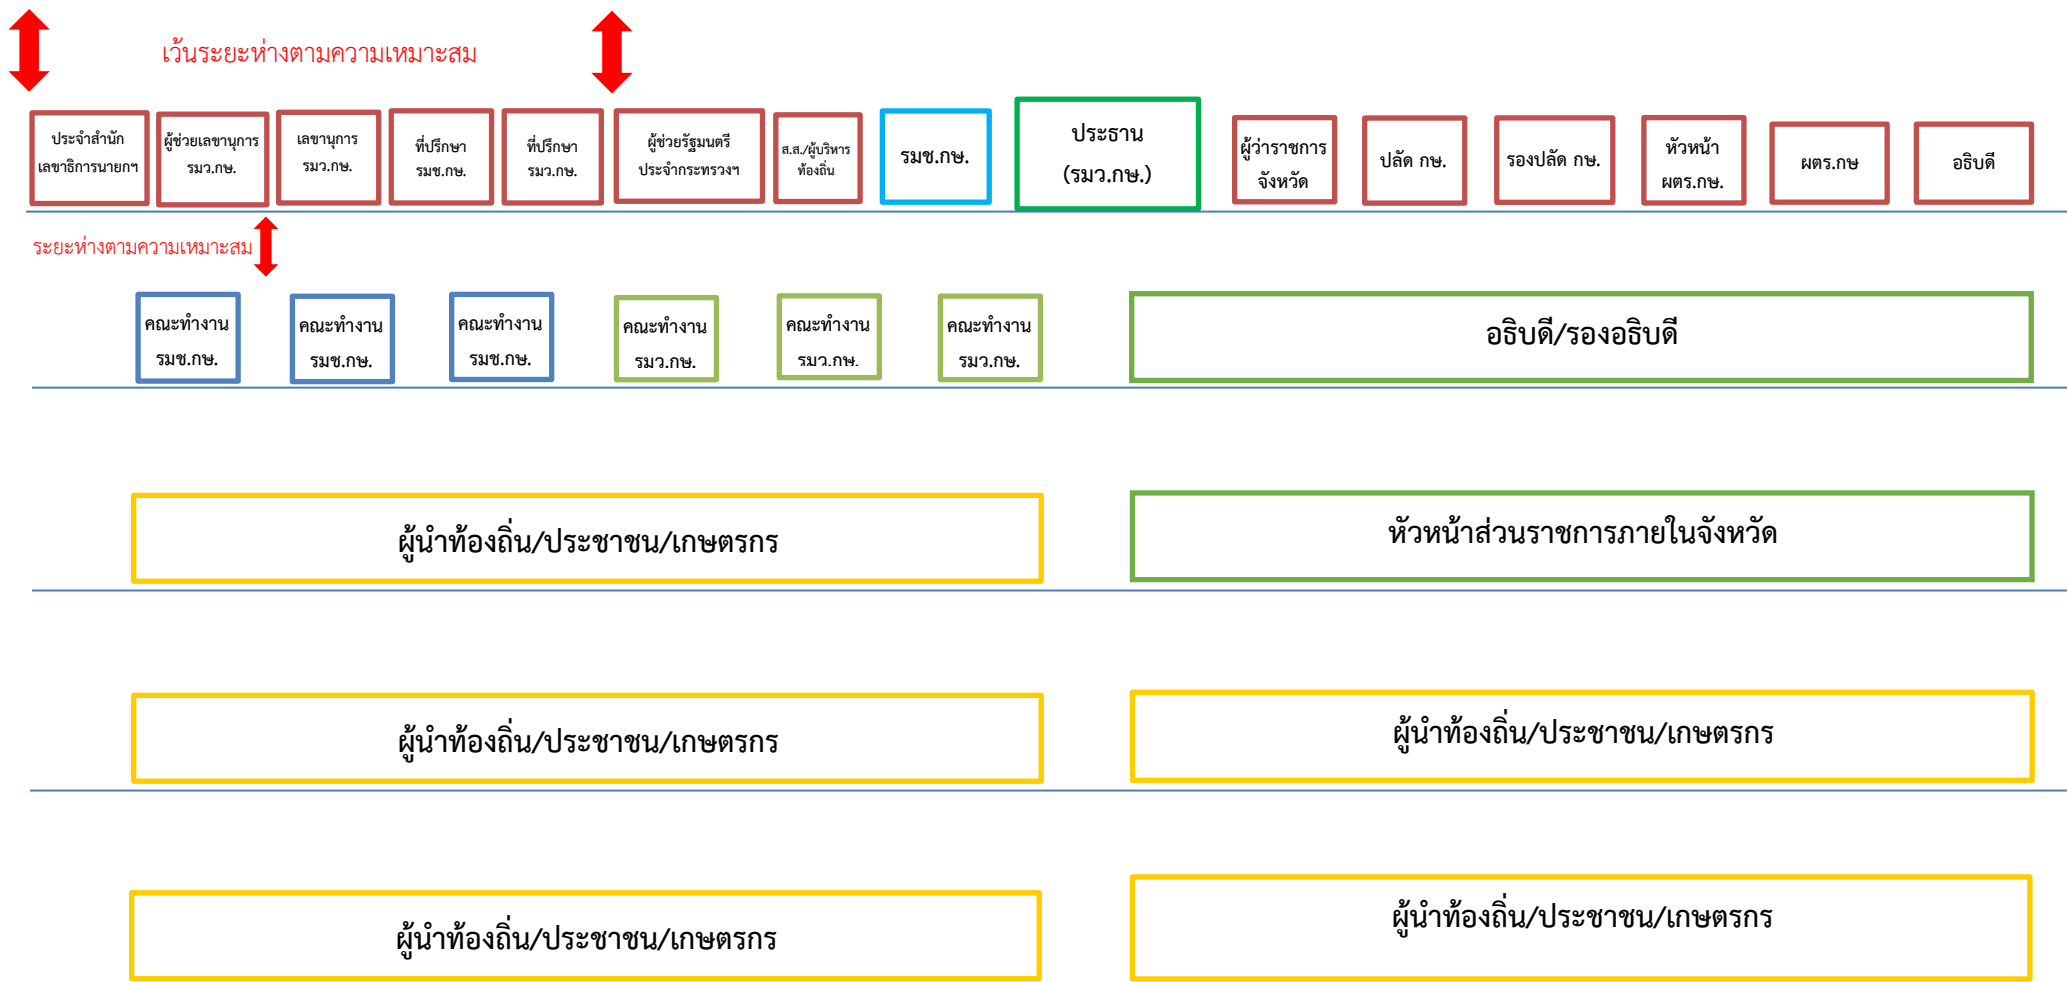 เว้นระยะห่างตามความเหมาะสม
ประจำสำนัก
เลขาธิการนายกฯ
ผู้ช่วยเลขานุการ
รมว.กษ.
เลขานุการ
รมว.กษ.
ที่ปรึกษา
รมช.กษ.
ที่ปรึกษา
รมว.กษ.
ผู้ช่วยรัฐมนตรี
ประจำกระทรวงฯ
ส.ส./ผู้บริหาร
ท้องถิ่น
รมช.กษ.
ประธาน
(รมว.กษ.)
ผู้ว่าราชการ
จังหวัด
ปลัด กษ.
รองปลัด กษ.
หัวหน้า
ผตร.กษ.
ผตร.กษ
อธิบดี
ระยะห่างตามความเหมาะสม
คณะทำงาน
รมช.กษ.
คณะทำงาน
รมช.กษ.
คณะทำงาน
รมช.กษ.
คณะทำงาน
รมว.กษ.
คณะทำงาน
รมว.กษ.
คณะทำงาน
รมว.กษ.
อธิบดี/รองอธิบดี
ผู้นำท้องถิ่น/ประชาชน/เกษตรกร
หัวหน้าส่วนราชการภายในจังหวัด
ผู้นำท้องถิ่น/ประชาชน/เกษตรกร
ผู้นำท้องถิ่น/ประชาชน/เกษตรกร
ผู้นำท้องถิ่น/ประชาชน/เกษตรกร
ผู้นำท้องถิ่น/ประชาชน/เกษตรกร